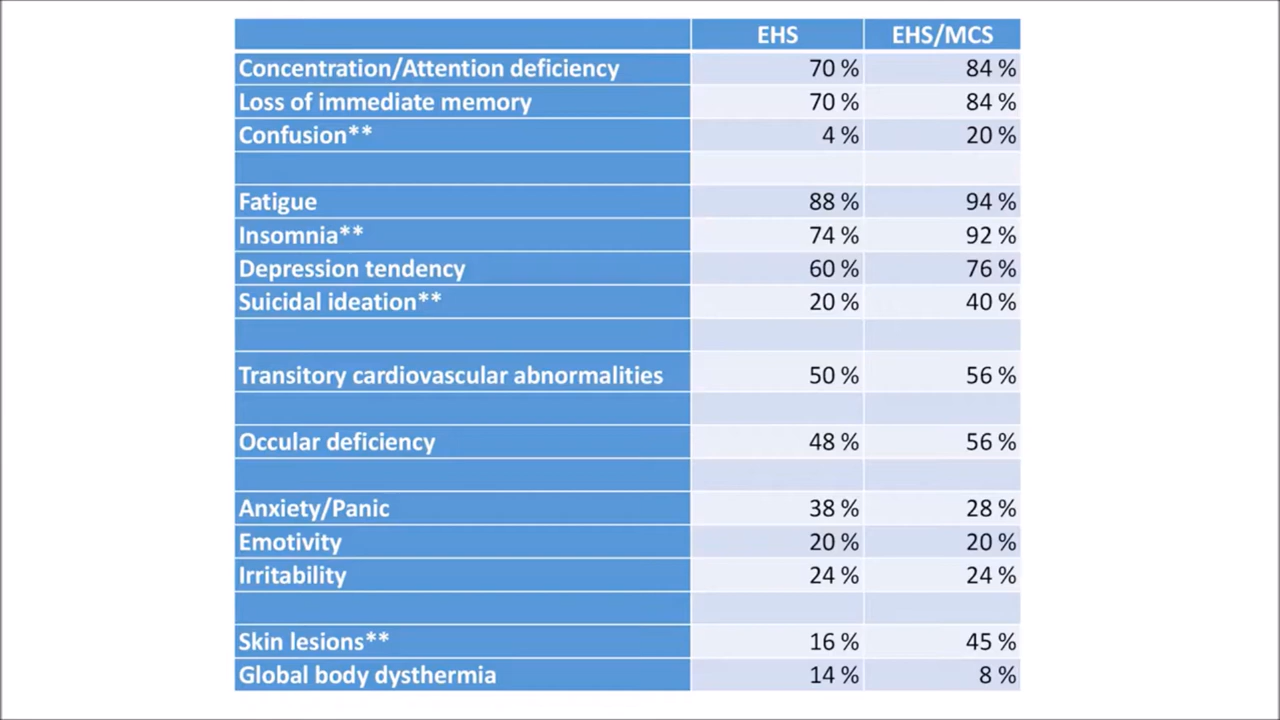 EHS EHS/MCS
Concentration/Attention deficiency 70 % 84 %
Loss of immediate memory 70 % 84 %
Confusion** 4 % 20 %
Fatigue 88 % 94 %
Insomnia** 74 % 92 %
Depression tendency 60 % 76 %
Suicidal ideation** 20 % 40 %
Transitory cardiovascular abnormalities 50 % 56 %
Occular deficiency 48 % 56 %
Anxiety/Panic 38 % 28 %
Emotivity 20 % 20 %
Irritability 24 % 24 %
Skin lesions** 16 % 45 %
Global body dysthermia 14 % 8 %